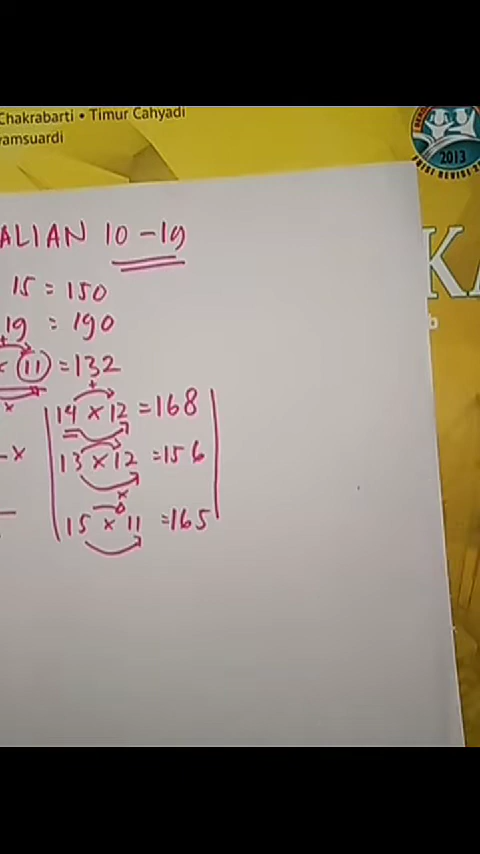 Chakrabarti • Timur Cahyadi
yamsuardi
2013
ALIAN 10 - 19
15 = 150
19 = 190
× 11 = 132
+
×
14 × 12 = 168
- x
13 × 12 = 156
×
15 × 11 = 165